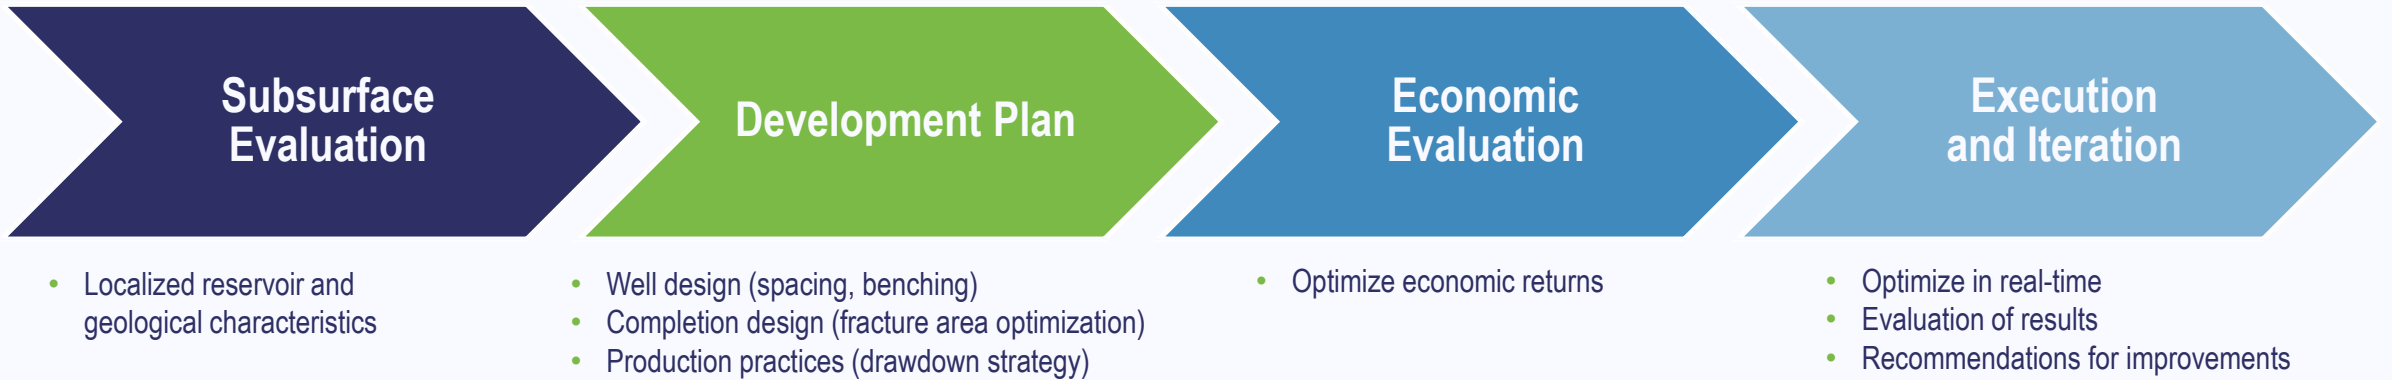 Subsurface
Evaluation
Development Plan
Economic
Evaluation
Execution
and Iteration
• Localized reservoir and
geological characteristics
• Well design (spacing, benching)
• Completion design (fracture area optimization)
• Production practices (drawdown strategy)
• Optimize economic returns
• Optimize in real-time
• Evaluation of results
• Recommendations for improvements